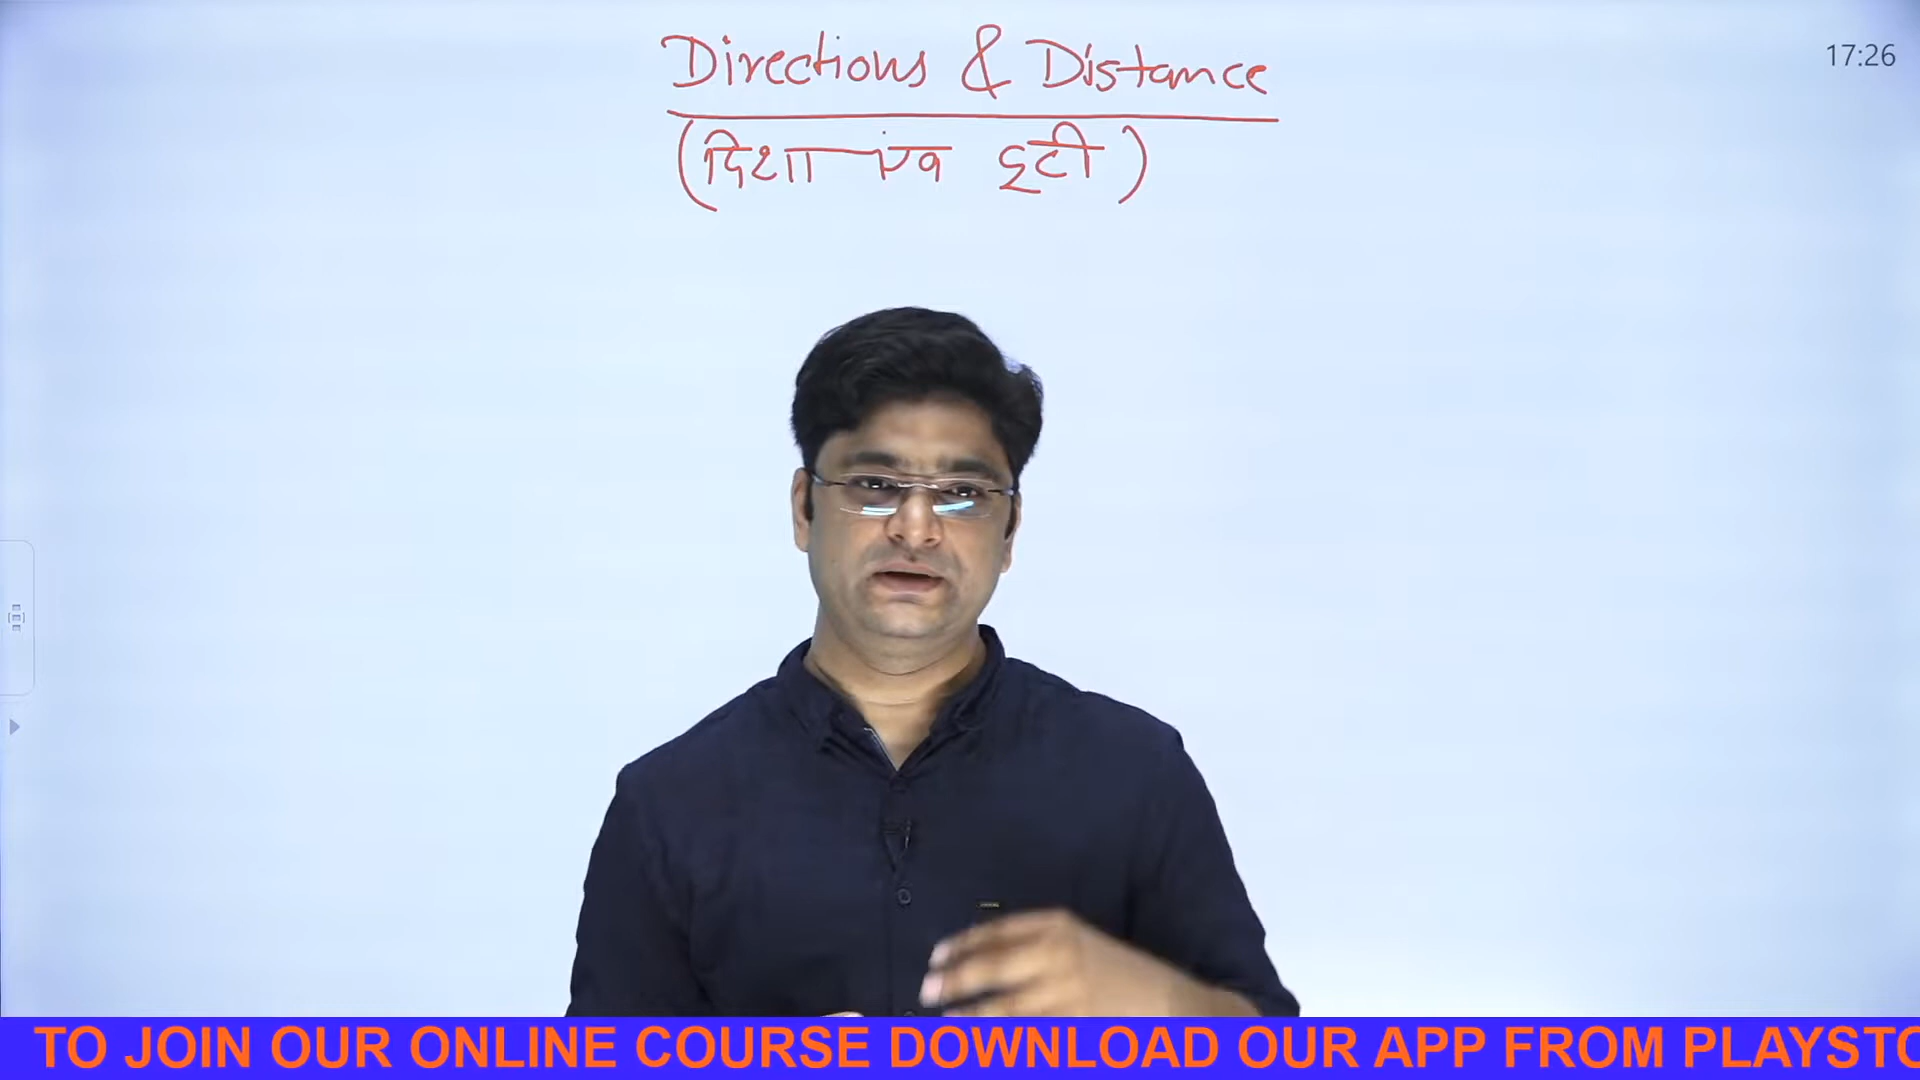 Directions & Distance
17:26
(दिशा एंव दूरी)
TO JOIN OUR ONLINE COURSE DOWNLOAD OUR APP FROM PLAYSTO